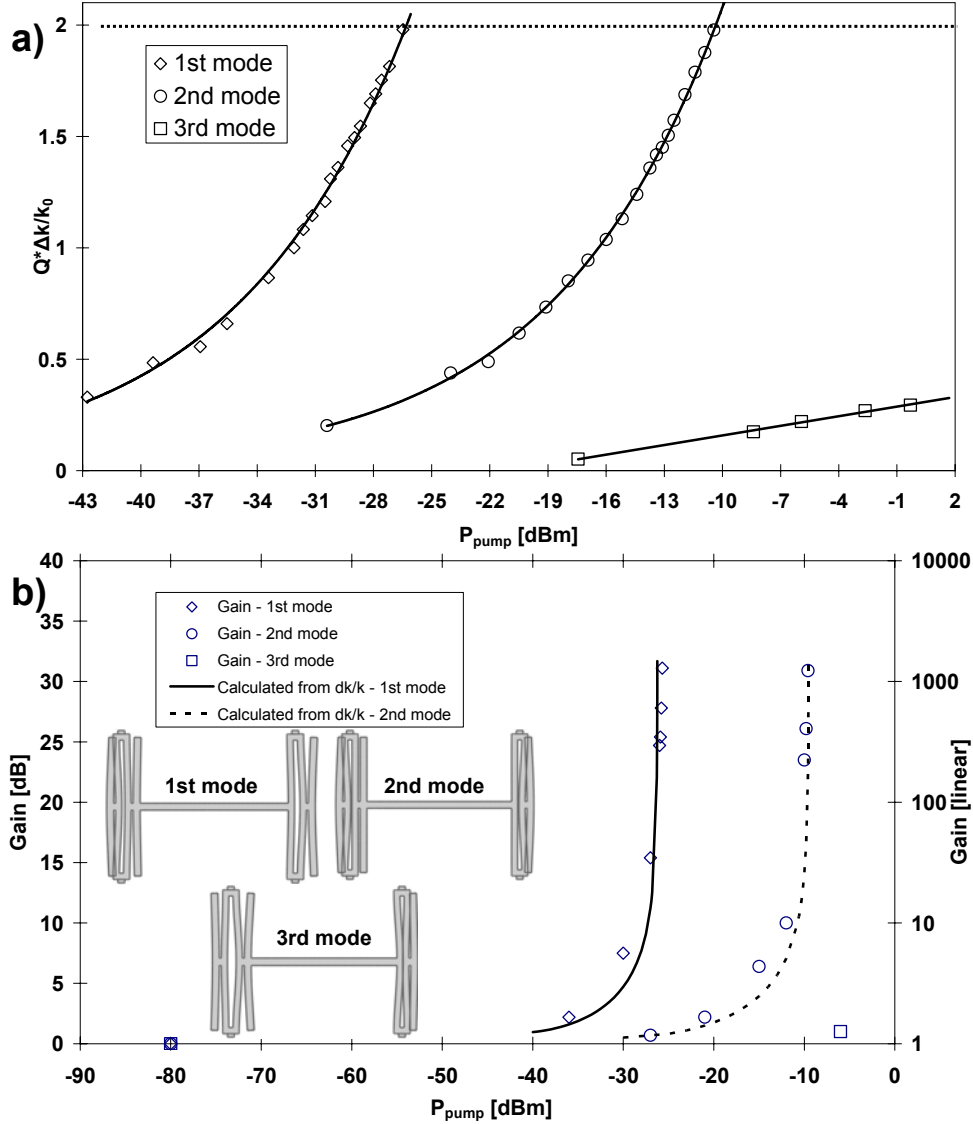 a)
1st mode
2nd mode
3rd mode
2
1.5
1
0.5
0
Q*Δk/k₀
-43 -40 -37 -34 -31 -28 -25 -22 -19 -16 -13 -10 -7 -4 -1 2
P_pump [dBm]
b)
Gain - 1st mode
Gain - 2nd mode
Gain - 3rd mode
Calculated from dk/k - 1st mode
Calculated from dk/k - 2nd mode
1st mode
2nd mode
3rd mode
40
35
30
25
20
15
10
5
0
Gain [dB]
10000
1000
100
10
1
Gain [linear]
-90 -80 -70 -60 -50 -40 -30 -20 -10 0
P_pump [dBm]